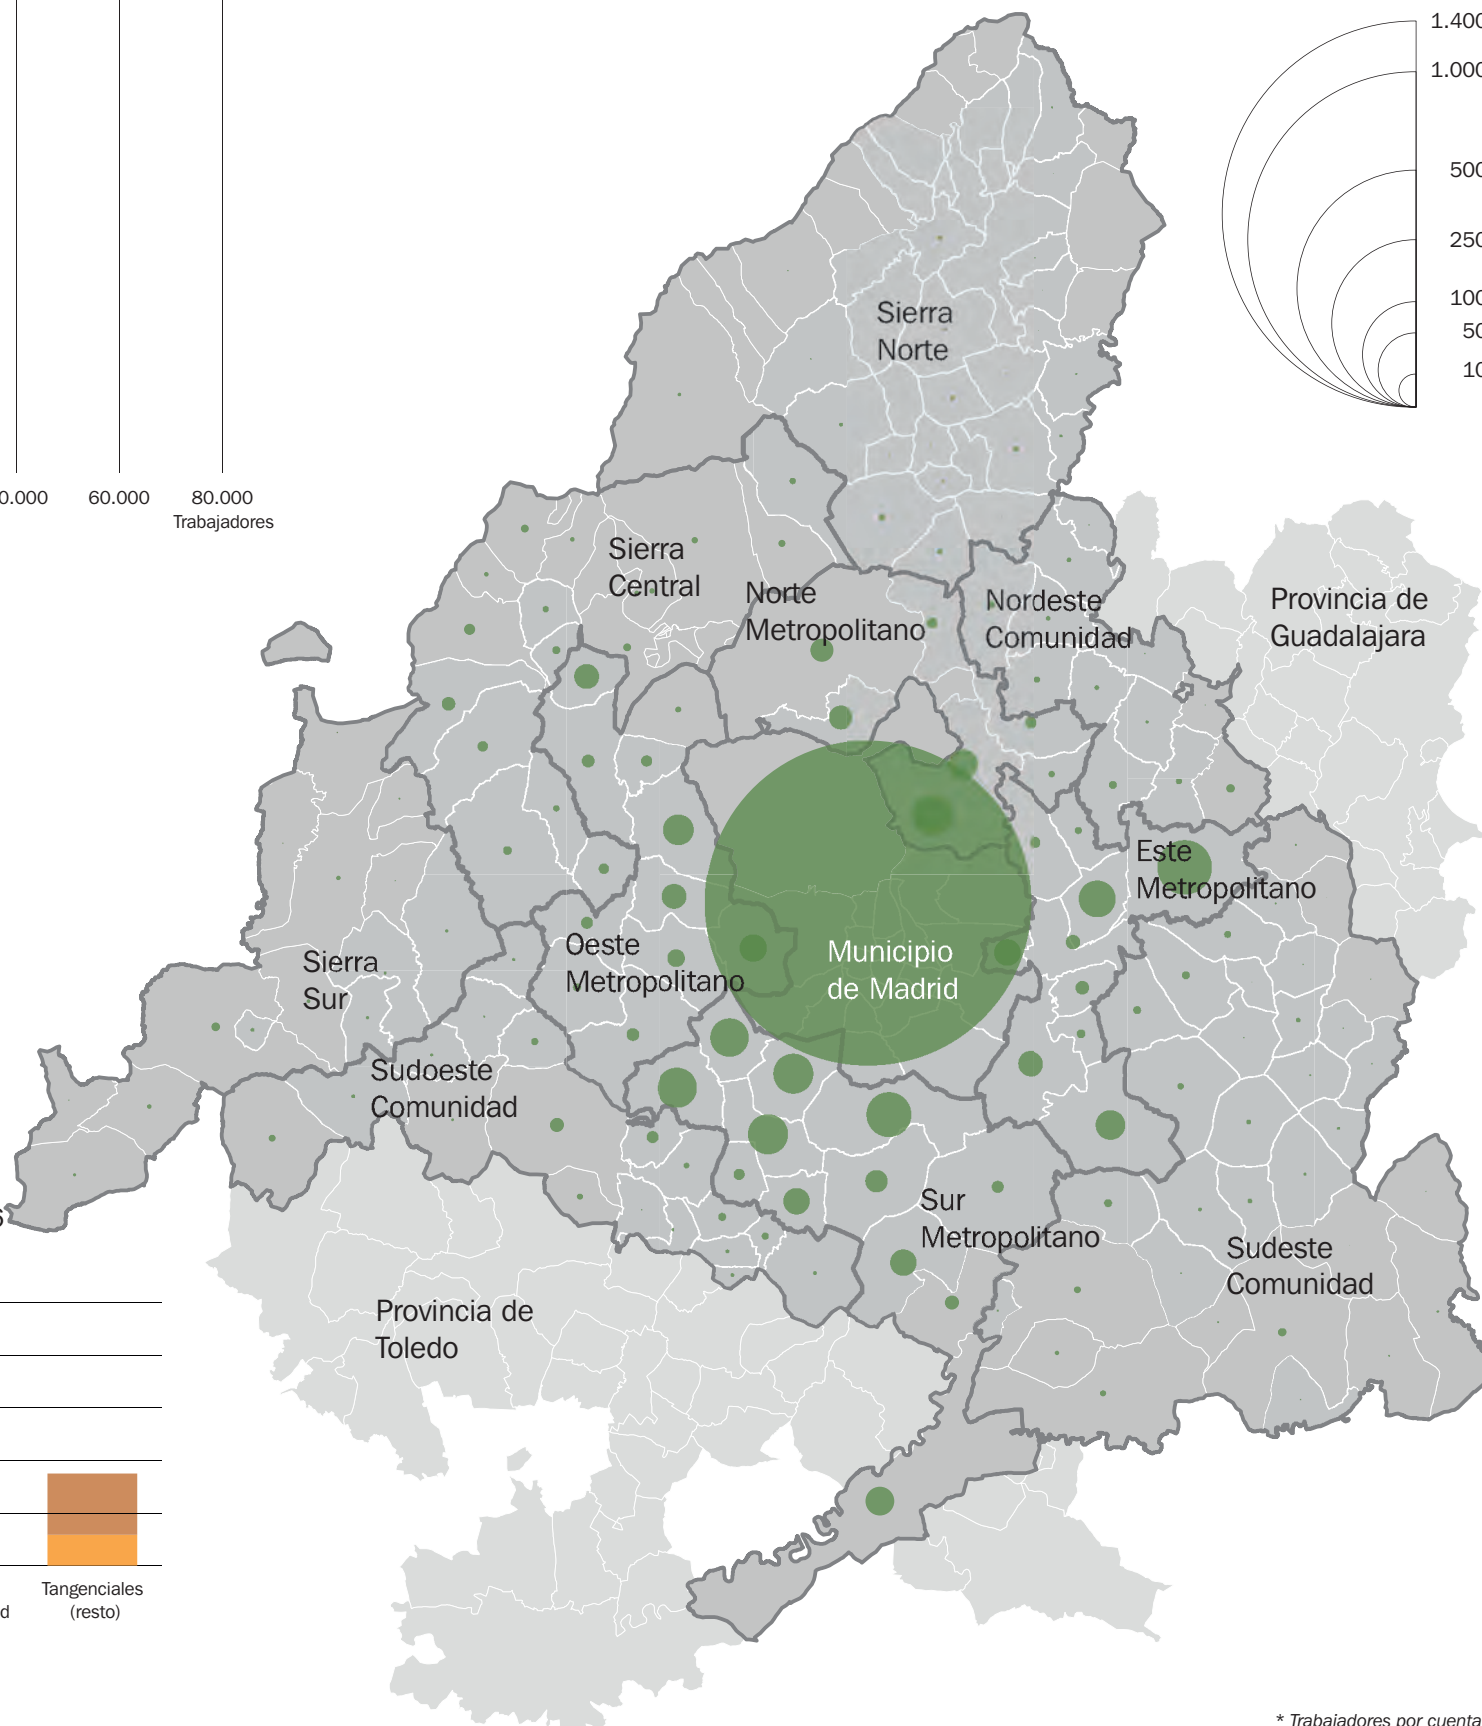 1.400
1.000
500
250
100
50
10
Sierra
Norte
60.000
80.000
Trabajadores
Sierra
Central
Norte
Metropolitano
Nordeste
Comunidad
Provincia de
Guadalajara
Este
Metropolitano
Oeste
Metropolitano
Municipio
de Madrid
Sierra
Sur
Sudoeste
Comunidad
Sur
Metropolitano
Sudeste
Comunidad
Provincia de
Toledo
Tangenciales
(resto)
* Trabajadores por cuenta